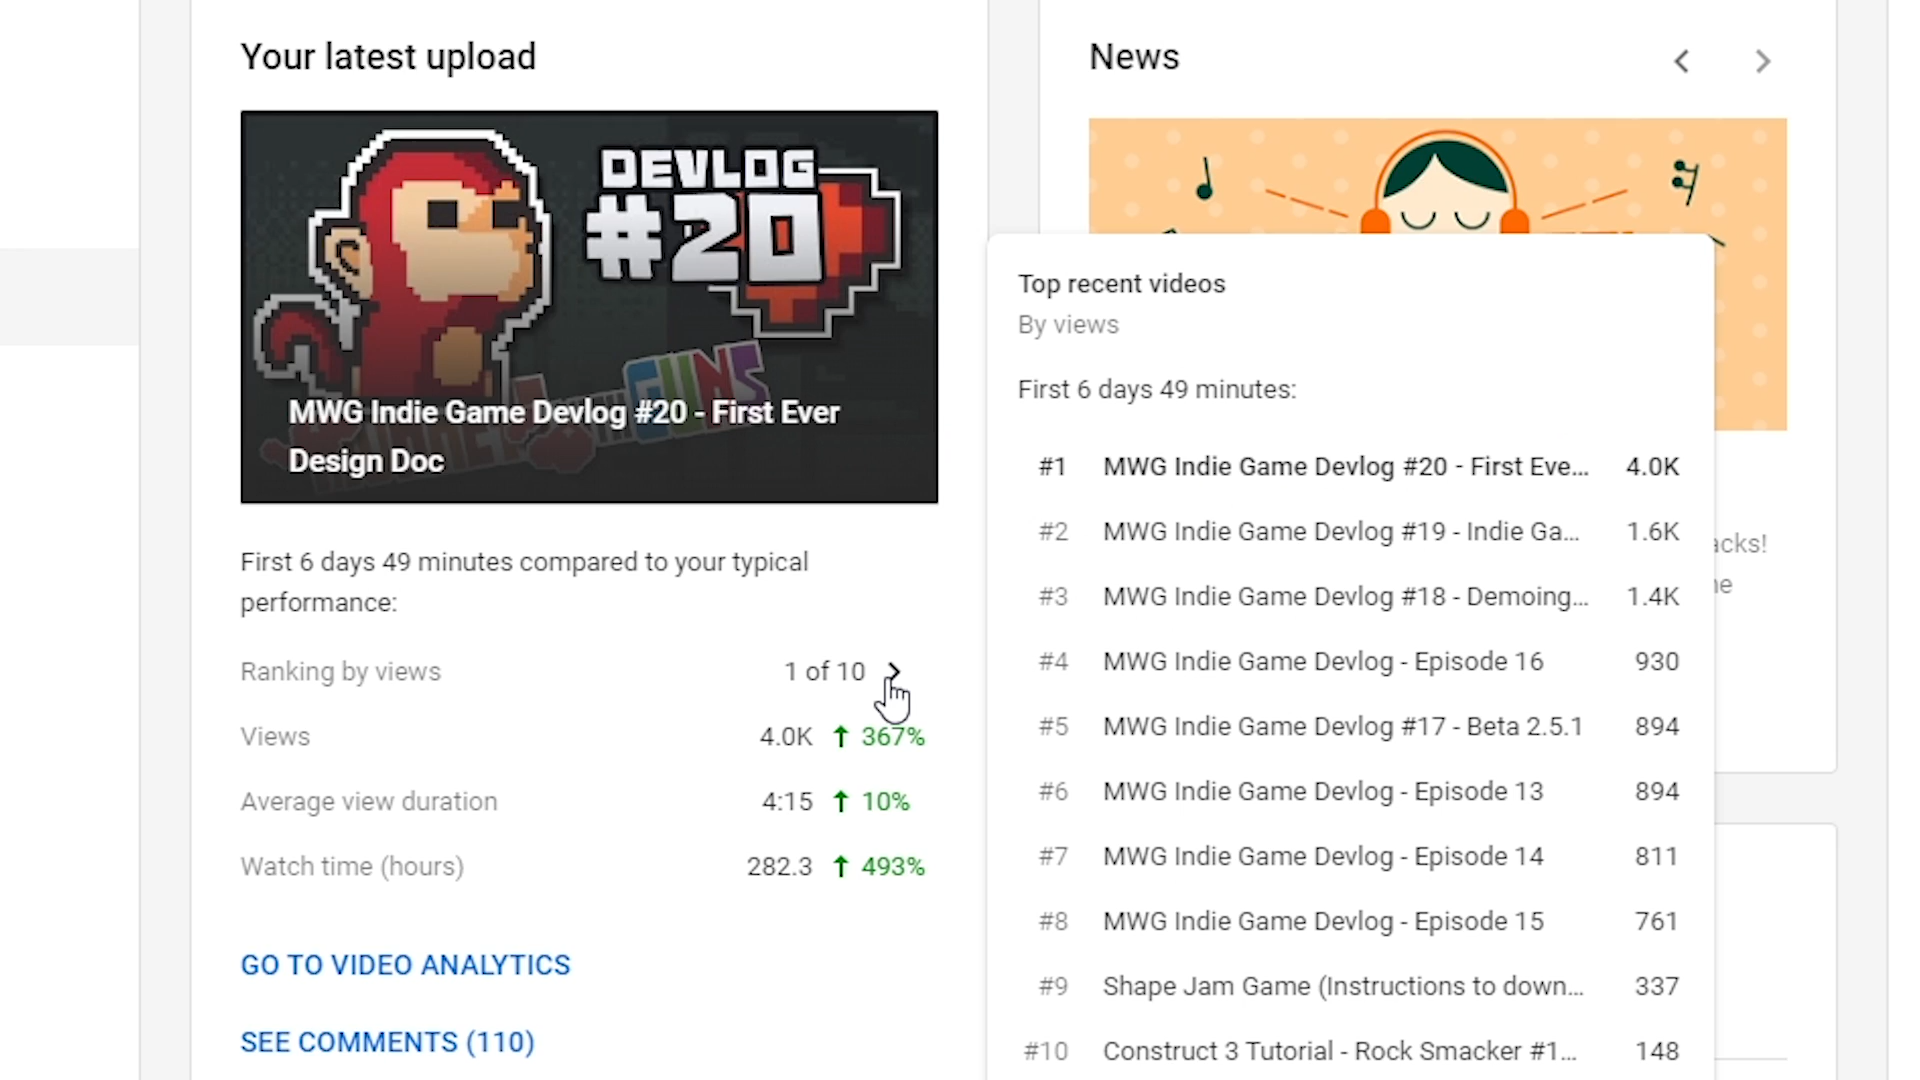 Your latest upload
DEVLOG
#20
GUNS
MWG Indie Game Devlog #20 - First Ever
Design Doc
First 6 days 49 minutes compared to your typical
performance:
Ranking by views 1 of 10
Views 4.0K ↑ 367%
Average view duration 4:15 ↑ 10%
Watch time (hours) 282.3 ↑ 493%
GO TO VIDEO ANALYTICS
SEE COMMENTS (110)
News
Top recent videos
By views
First 6 days 49 minutes:
#1 MWG Indie Game Devlog #20 - First Eve... 4.0K
#2 MWG Indie Game Devlog #19 - Indie Ga... 1.6K
#3 MWG Indie Game Devlog #18 - Demoing... 1.4K
#4 MWG Indie Game Devlog - Episode 16 930
#5 MWG Indie Game Devlog #17 - Beta 2.5.1 894
#6 MWG Indie Game Devlog - Episode 13 894
#7 MWG Indie Game Devlog - Episode 14 811
#8 MWG Indie Game Devlog - Episode 15 761
#9 Shape Jam Game (Instructions to down... 337
#10 Construct 3 Tutorial - Rock Smacker #1... 148